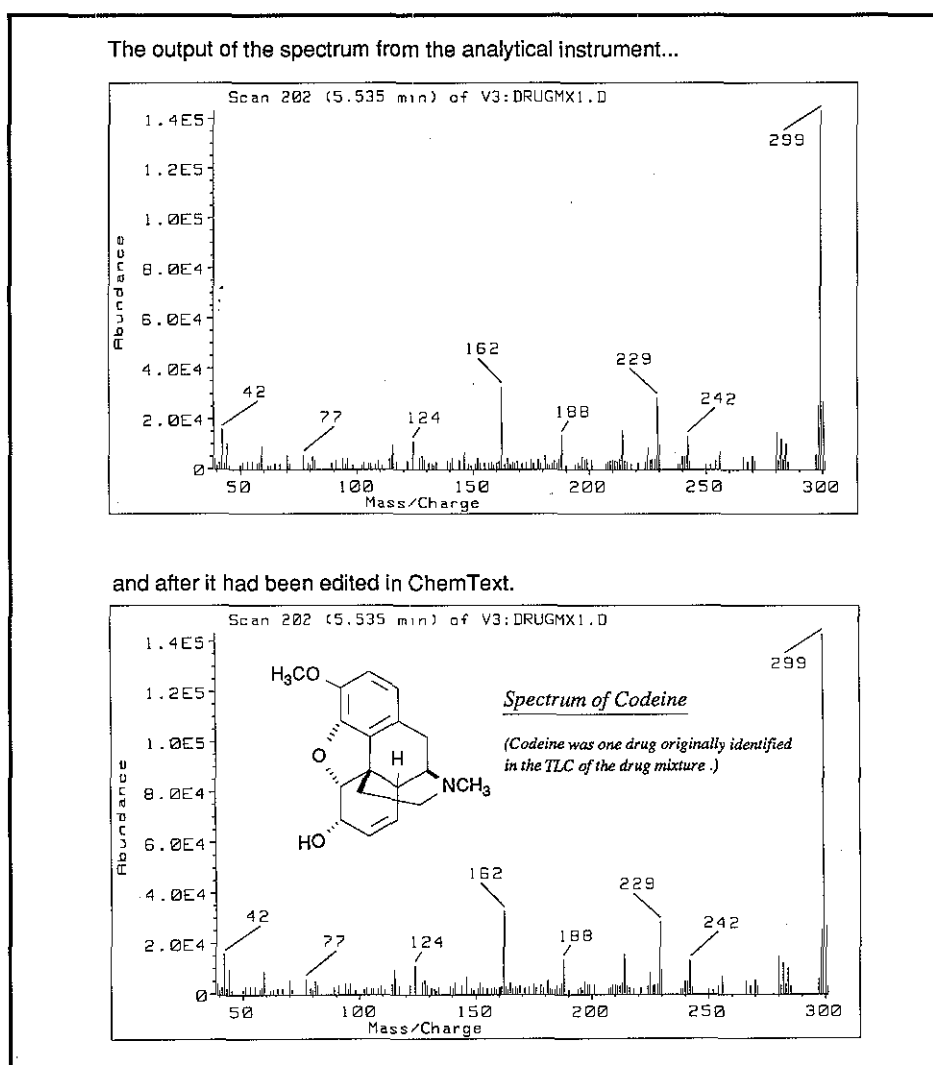 The output of the spectrum from the analytical instrument...
Scan 202 (5.535 min) of V3:DRUGMX1.D
1.4E5
299
1.2E5
1.0E5
8.0E4
Abundance
6.0E4
162
229
4.0E4
42
77
124
188
242
2.0E4
0
50 100 150 200 250 300
Mass/Charge
and after it had been edited in ChemText.
Scan 202 (5.535 min) of V3:DRUGMX1.D
1.4E5
299
H₃CO
1.2E5
Spectrum of Codeine
(Codeine was one drug originally identified
in the TLC of the drug mixture .)
1.0E5
O
H
8.0E4
NCH₃
Abundance
HO
6.0E4
162
229
4.0E4
42
77
124
188
242
2.0E4
0
50 100 150 200 250 300
Mass/Charge